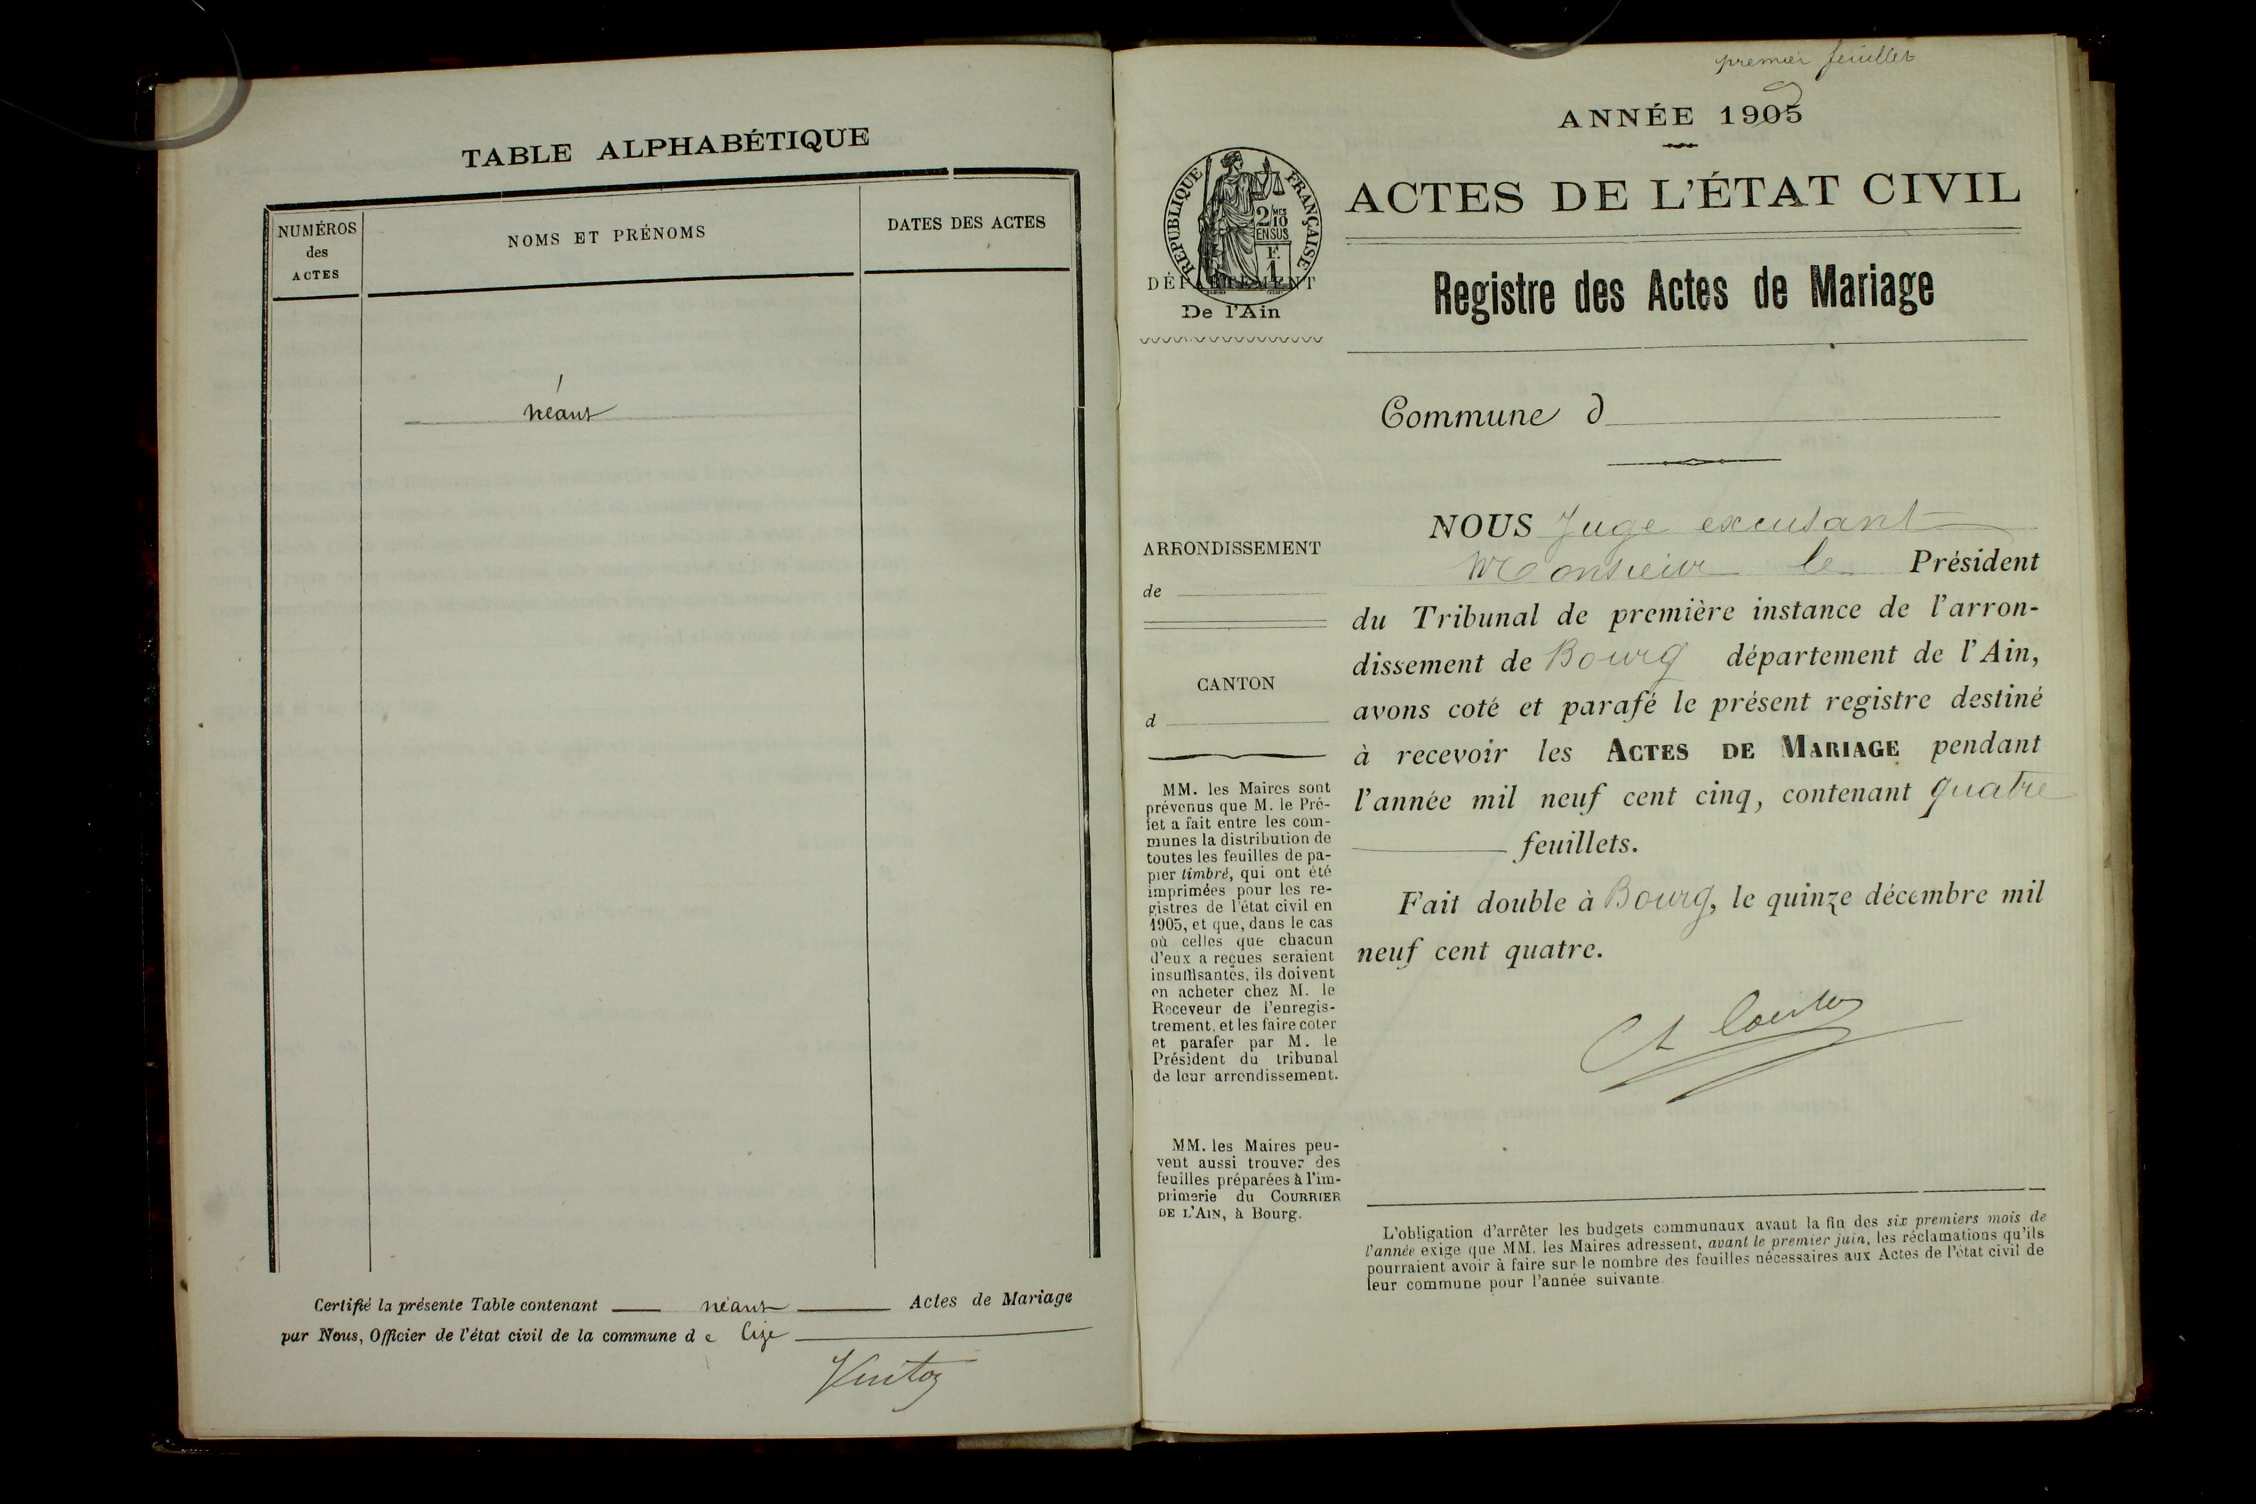 TABLE ALPHABÉTIQUE
NUMÉROS
des
ACTES
NOMS ET PRÉNOMS
DATES DES ACTES
néant
Certifié la présente Table contenant néant Actes de Mariage
par Nous, Officier de l'état civil de la commune de Cize
premier feuillet
ANNÉE 1905
RÉPUBLIQUE FRANÇAISE
2/10
MES
EN SUS
F.
1
DÉPARTEMENT
De l'Ain
ACTES DE L'ÉTAT CIVIL
Registre des Actes de Mariage
Commune d
ARRONDISSEMENT
de
CANTON
d
MM. les Maires sont
prévenus que M. le Pré-
fet a fait entre les com-
munes la distribution de
toutes les feuilles de pa-
pier timbré, qui ont été
imprimées pour les re-
gistres de l'état civil en
1905, et que, dans le cas
où celles que chacun
d'eux a reçues seraient
insuffisantes, ils doivent
en acheter chez M. le
Receveur de l'enregis-
trement, et les faire coter
et parafer par M. le
Président du tribunal
de leur arrondissement.
MM. les Maires peu-
vent aussi trouver des
feuilles préparées à l'im-
primerie du COURRIER
DE L'AIN, à Bourg.
NOUS Juge excusant
Monsieur le Président
du Tribunal de première instance de l'arron-
dissement de Bourg département de l'Ain,
avons coté et parafé le présent registre destiné
à recevoir les ACTES DE MARIAGE pendant
l'année mil neuf cent cinq, contenant quatre
feuillets.
Fait double à Bourg, le quinze décembre mil
neuf cent quatre.
L'obligation d'arrêter les budgets communaux avant la fin des six premiers mois de
l'année exige que MM. les Maires adressent, avant le premier juin, les réclamations qu'ils
pourraient avoir à faire sur le nombre des feuilles nécessaires aux Actes de l'état civil de
leur commune pour l'année suivante.